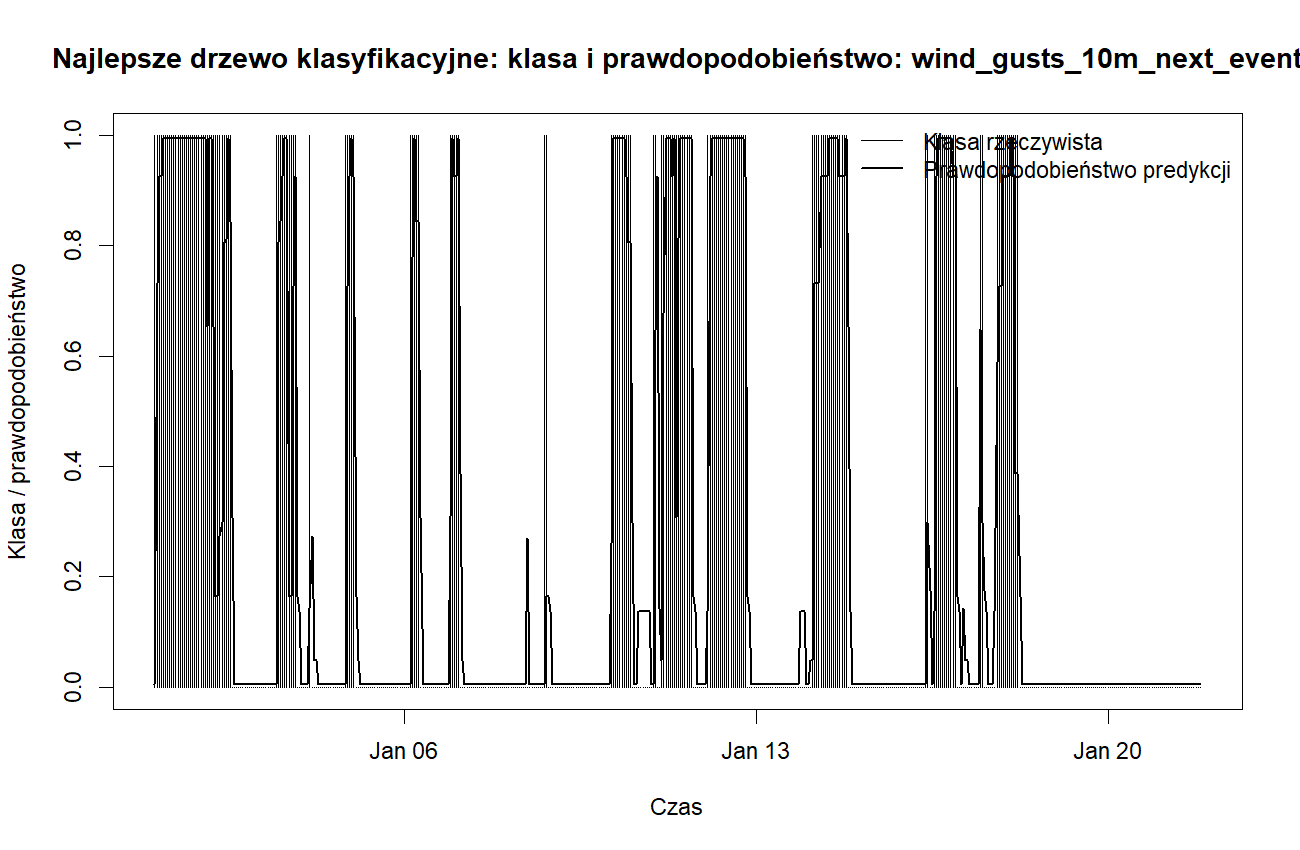 Najlepsze drzewo klasyfikacyjne: klasa i prawdopodobieństwo: wind_gusts_10m_next_event
Klasa / prawdopodobieństwo
1.0
0.8
0.6
0.4
0.2
0.0
Klasa rzeczywista
Prawdopodobieństwo predykcji
Jan 06
Jan 13
Jan 20
Czas